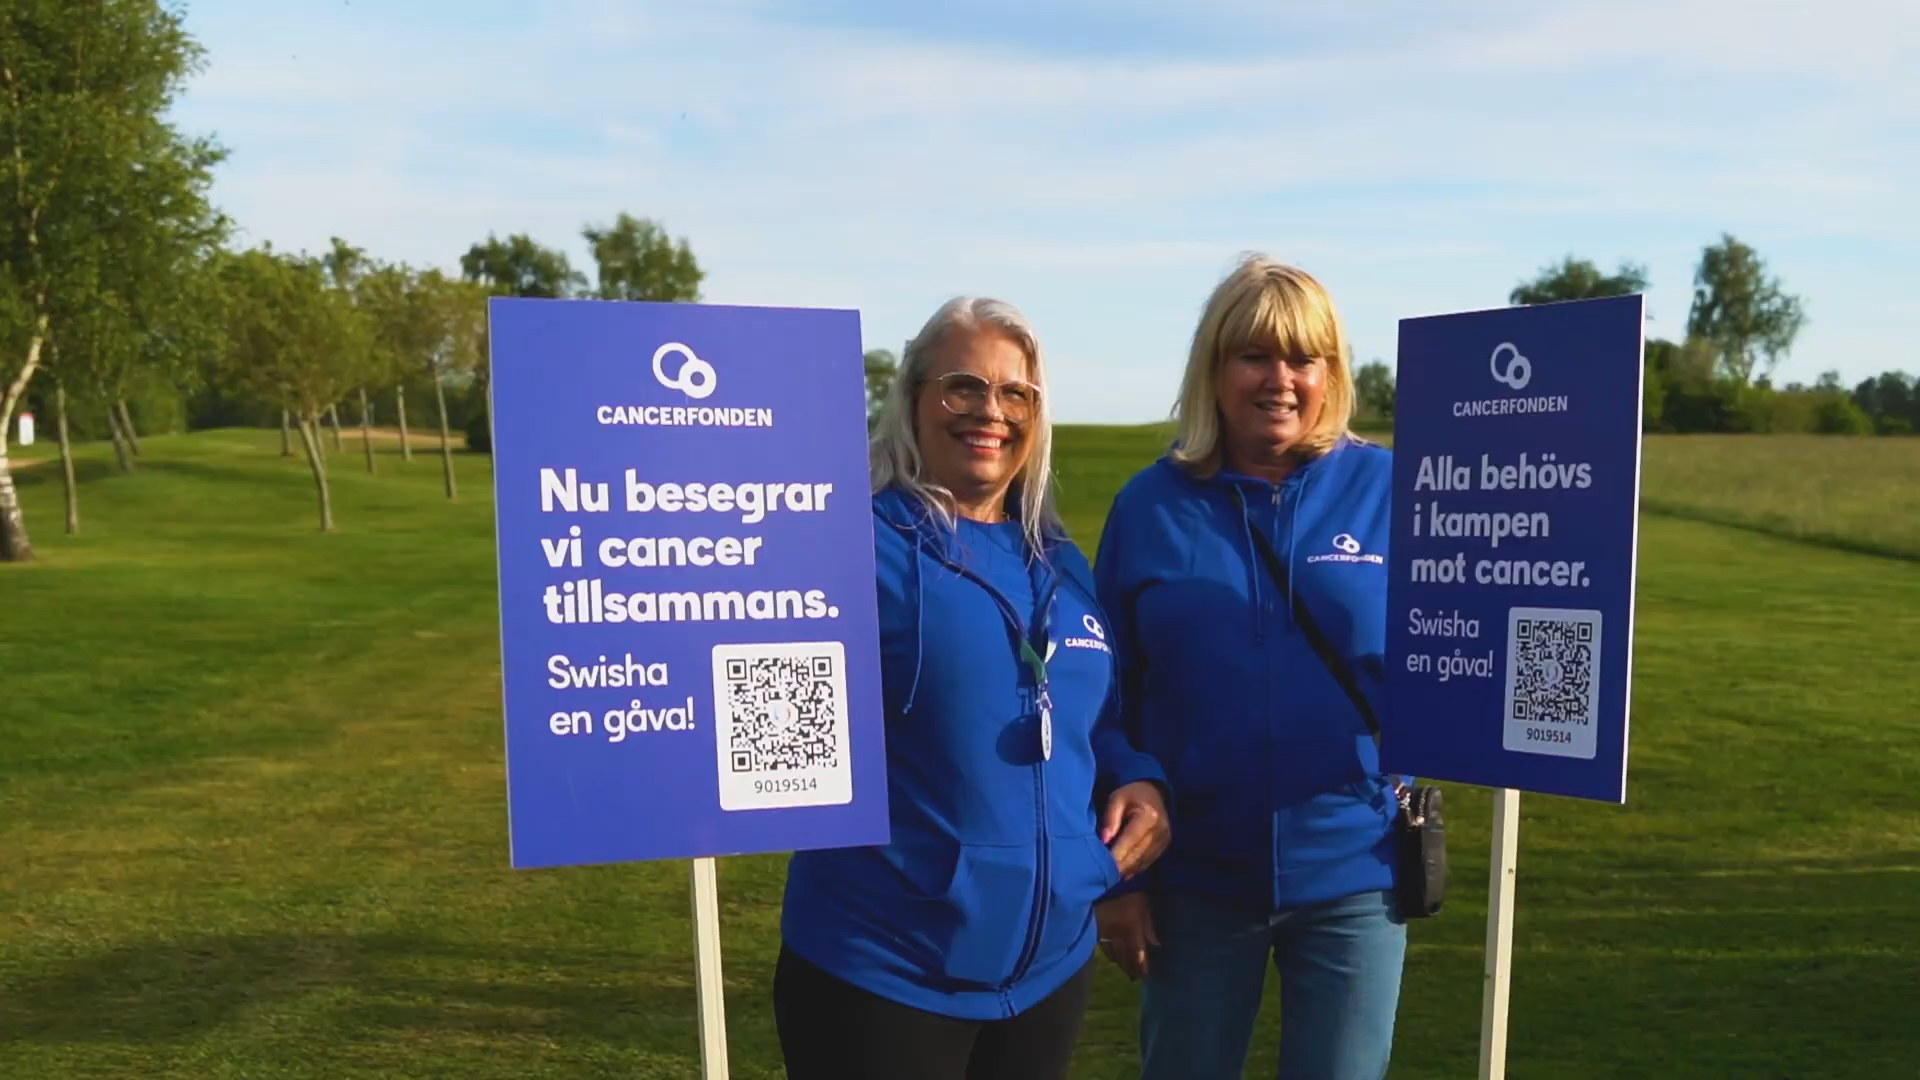 CANCERFONDEN
Nu besegrar
vi cancer
tillsammans.
Swisha
en gåva!
9019514
CANCERFONDEN
Alla behövs
i kampen
mot cancer.
Swisha
en gåva!
9019514
CANCERFON
CANCERFONDEN